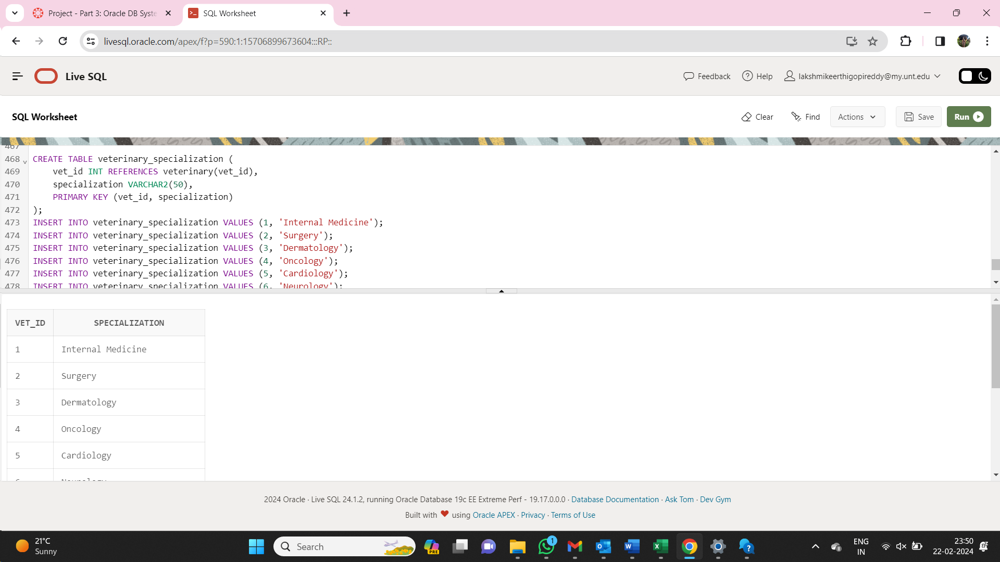 Project - Part 3: Oracle DB Syste
SQL Worksheet
livesql.oracle.com/apex/f?p=590:1:15706899673604:::RP::
Live SQL
Feedback
Help
lakshmikeerthigopireddy@my.unt.edu
SQL Worksheet
Clear
Find
Actions
Save
Run
467
468 CREATE TABLE veterinary_specialization (
469 vet_id INT REFERENCES veterinary(vet_id),
470 specialization VARCHAR2(50),
471 PRIMARY KEY (vet_id, specialization)
472 );
473 INSERT INTO veterinary_specialization VALUES (1, 'Internal Medicine');
474 INSERT INTO veterinary_specialization VALUES (2, 'Surgery');
475 INSERT INTO veterinary_specialization VALUES (3, 'Dermatology');
476 INSERT INTO veterinary_specialization VALUES (4, 'Oncology');
477 INSERT INTO veterinary_specialization VALUES (5, 'Cardiology');
478 INSERT INTO veterinary_specialization VALUES (6, 'Neurology');
VET_ID SPECIALIZATION
1 Internal Medicine
2 Surgery
3 Dermatology
4 Oncology
5 Cardiology
2024 Oracle · Live SQL 24.1.2, running Oracle Database 19c EE Extreme Perf - 19.17.0.0.0 · Database Documentation · Ask Tom · Dev Gym
Built with ❤ using Oracle APEX · Privacy · Terms of Use
21°C
Sunny
Search
PRE
1
ENG
IN
23:50
22-02-2024